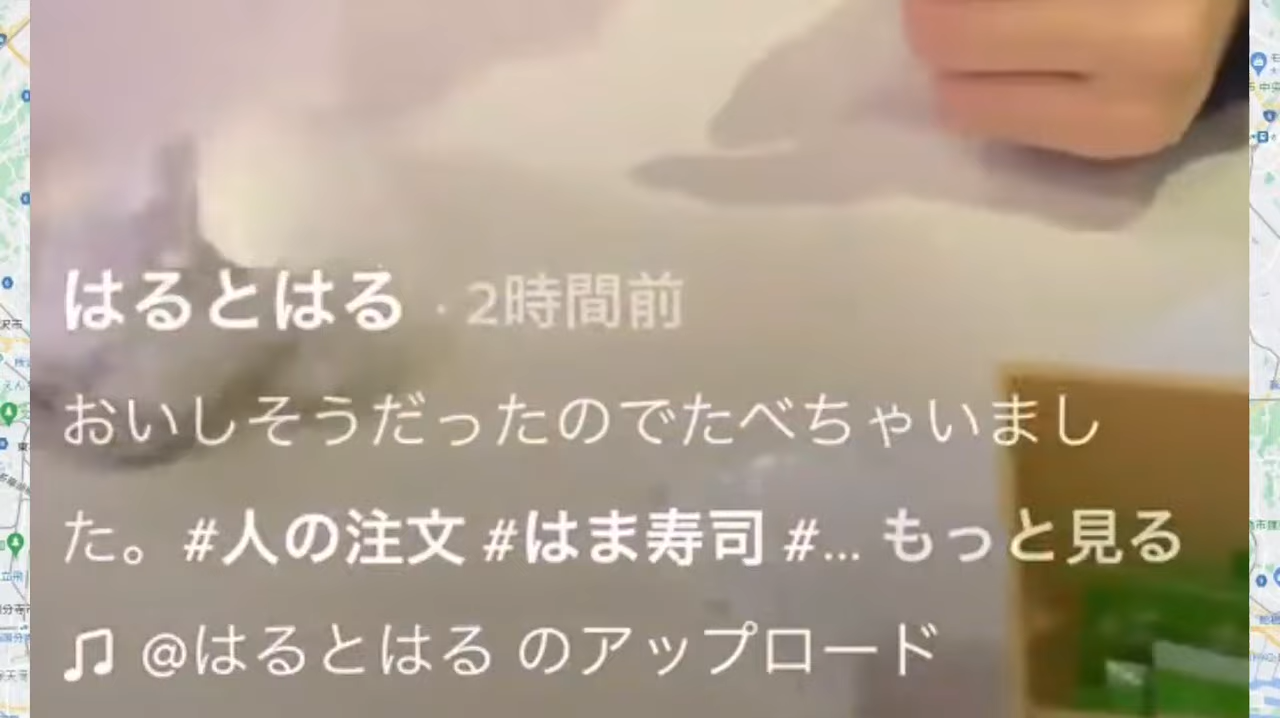 はるとはる · 2時間前
おいしそうだったのでたべちゃいまし
た。#人の注文 #はま寿司 #... もっと見る
♫ @はるとはる のアップロード